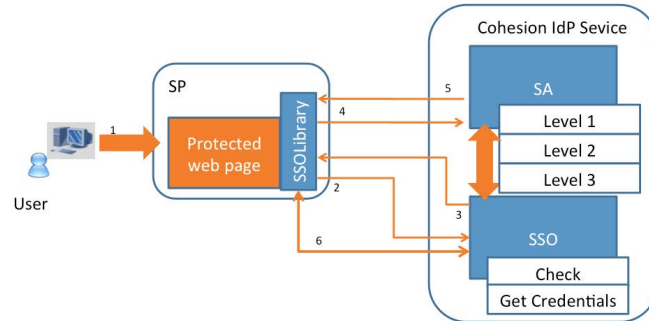 Cohesion IdP Sevice
SP
SA
5
4
1
Protected
web page
SSOLibrary
Level 1
Level 2
Level 3
User
2
3
6
SSO
Check
Get Credentials